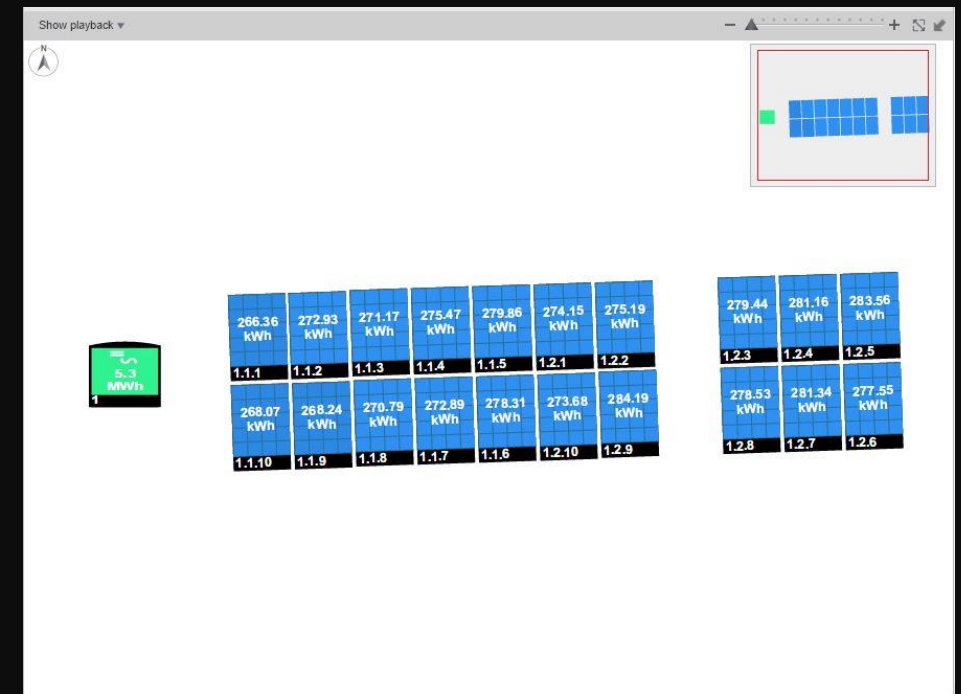 Show playback
N
266.36 kWh
1.1.1
272.93 kWh
1.1.2
271.17 kWh
1.1.3
275.47 kWh
1.1.4
279.86 kWh
1.1.5
274.15 kWh
1.2.1
275.19 kWh
1.2.2
279.44 kWh
1.2.3
281.16 kWh
1.2.4
283.56 kWh
1.2.5
5.3 MWh
1
268.07 kWh
1.1.10
268.24 kWh
1.1.9
270.79 kWh
1.1.8
272.89 kWh
1.1.7
278.31 kWh
1.1.6
273.68 kWh
1.2.10
284.19 kWh
1.2.9
278.53 kWh
1.2.8
281.34 kWh
1.2.7
277.55 kWh
1.2.6